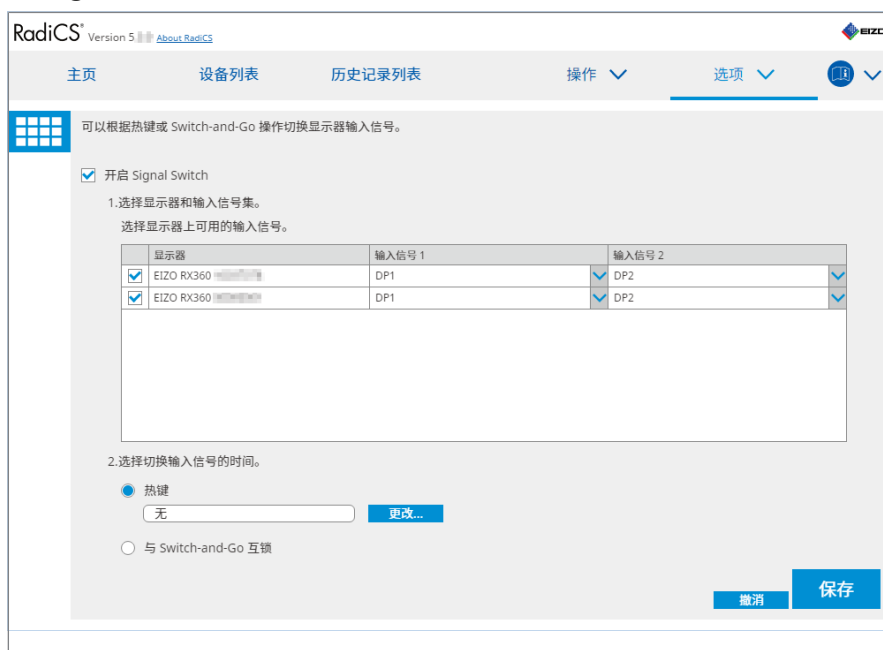 RadiCS® Version 5. About RadiCS
EIZO
主页 设备列表 历史记录列表 操作 选项
可以根据热键或 Switch-and-Go 操作切换显示器输入信号。
开启 Signal Switch
1.选择显示器和输入信号集。
选择显示器上可用的输入信号。
显示器 输入信号 1 输入信号 2
EIZO RX360 DP1 DP2
EIZO RX360 DP1 DP2
2.选择切换输入信号的时间。
热键
无 更改...
与 Switch-and-Go 互锁
撤消 保存